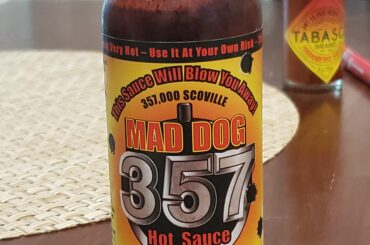 Very Hot – Use It At Your Own Risk -
This Sauce Will Blow You Away!
357,000 SCOVILLE
MAD DOG
357
Hot Sauce
TABASCO
BRAND